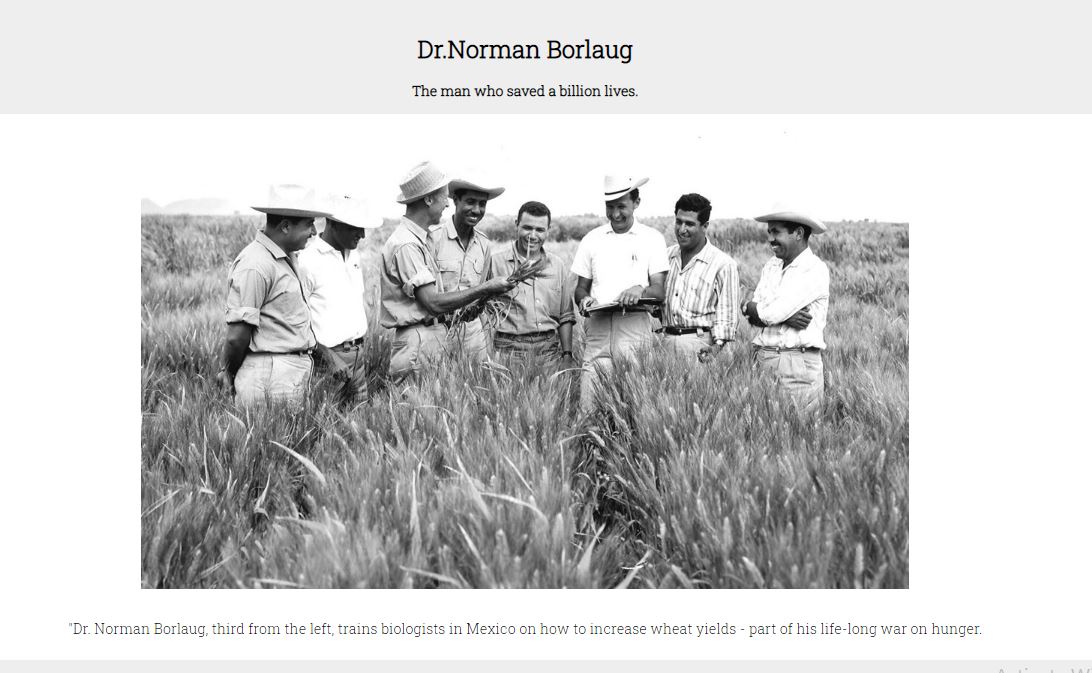 Dr.Norman Borlaug
The man who saved a billion lives.
"Dr. Norman Borlaug, third from the left, trains biologists in Mexico on how to increase wheat yields - part of his life-long war on hunger.